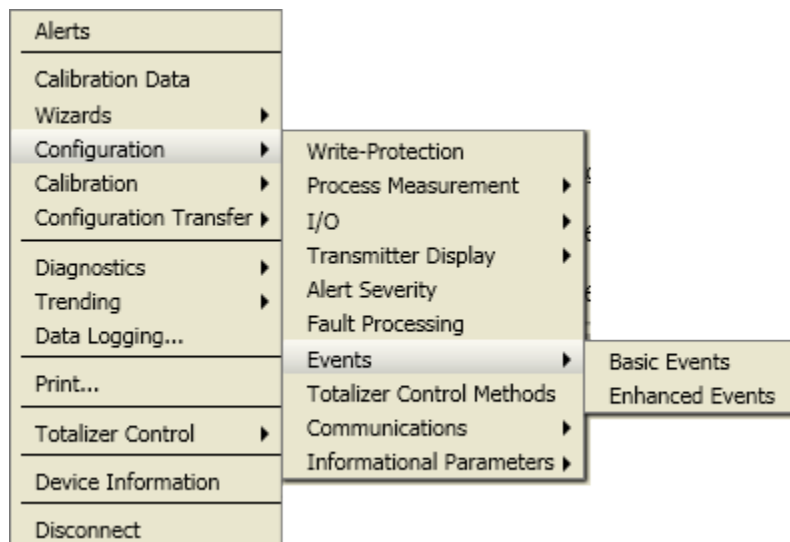 Alerts
Calibration Data
Wizards
Configuration
Calibration
Configuration Transfer
Diagnostics
Trending
Data Logging...
Print...
Totalizer Control
Device Information
Disconnect
Write-Protection
Process Measurement
I/O
Transmitter Display
Alert Severity
Fault Processing
Events
Totalizer Control Methods
Communications
Informational Parameters
Basic Events
Enhanced Events